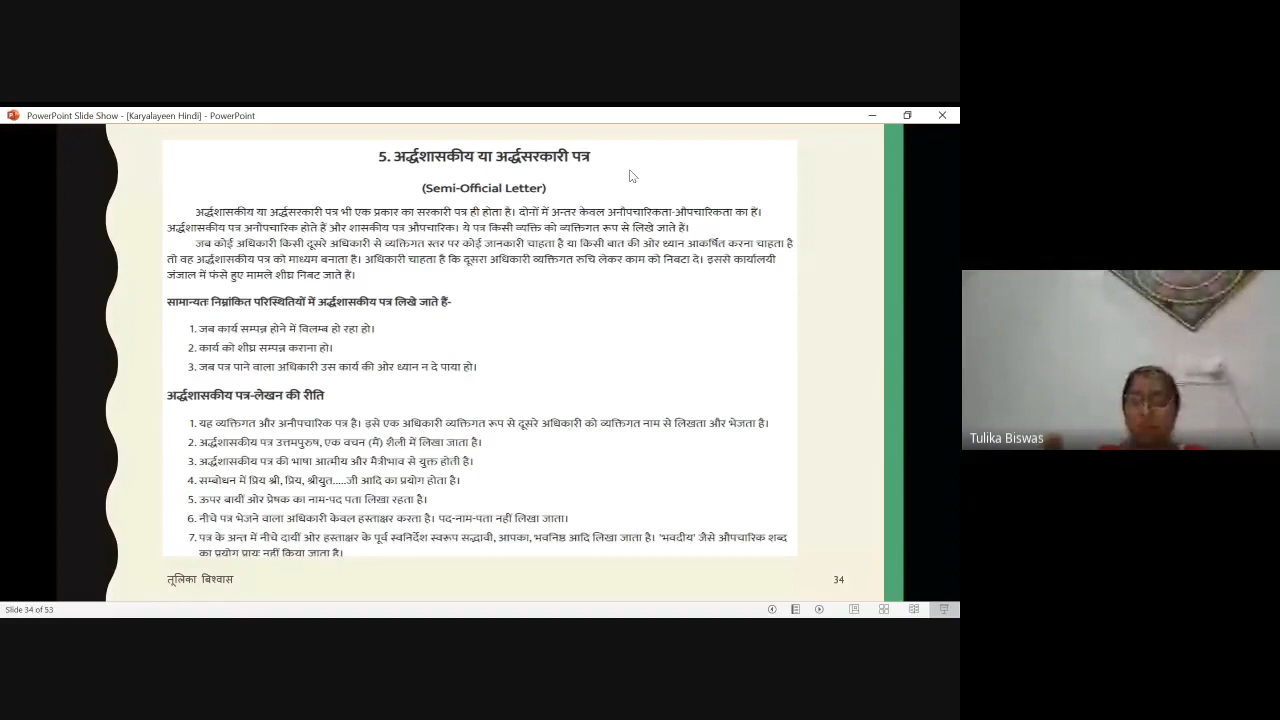 PowerPoint Slide Show - [Karyalayeen Hindi] - PowerPoint
5. अर्द्धशासकीय या अर्द्धसरकारी पत्र
(Semi-Official Letter)
अर्द्धशासकीय या अर्द्धसरकारी पत्र भी एक प्रकार का सरकारी पत्र ही होता है। दोनों में अन्तर केवल अनौपचारिकता-औपचारिकता का हैं।
अर्द्धशासकीय पत्र अनौपचारिक होते हैं और शासकीय पत्र औपचारिक। ये पत्र किसी व्यक्ति को व्यक्तिगत रूप से लिखे जाते हैं।
जब कोई अधिकारी किसी दूसरे अधिकारी से व्यक्तिगत स्तर पर कोई जानकारी चाहता है या किसी बात की ओर ध्यान आकर्षित करना चाहता है
तो वह अर्द्धशासकीय पत्र को माध्यम बनाता है। अधिकारी चाहता है कि दूसरा अधिकारी व्यक्तिगत रुचि लेकर काम को निबटा दे। इससे कार्यालयी
जंजाल में फंसे हुए मामले शीघ्र निबट जाते हैं।
सामान्यतः निम्नांकित परिस्थितियों में अर्द्धशासकीय पत्र लिखे जाते हैं-
1. जब कार्य सम्पन्न होने में विलम्ब हो रहा हो।
2. कार्य को शीघ्र सम्पन्न कराना हो।
3. जब पत्र पाने वाला अधिकारी उस कार्य की ओर ध्यान न दे पाया हो।
अर्द्धशासकीय पत्र-लेखन की रीति
1. यह व्यक्तिगत और अनौपचारिक पत्र है। इसे एक अधिकारी व्यक्तिगत रूप से दूसरे अधिकारी को व्यक्तिगत नाम से लिखता और भेजता है।
2. अर्द्धशासकीय पत्र उत्तमपुरुष, एक वचन (मैं) शैली में लिखा जाता है।
3. अर्द्धशासकीय पत्र की भाषा आत्मीय और मैत्रीभाव से युक्त होती है।
4. सम्बोधन में प्रिय श्री, प्रिय, श्रीयुत.....जी आदि का प्रयोग होता है।
5. ऊपर बायीं ओर प्रेषक का नाम-पद पता लिखा रहता है।
6. नीचे पत्र भेजने वाला अधिकारी केवल हस्ताक्षर करता है। पद-नाम-पता नहीं लिखा जाता।
7. पत्र के अन्त में नीचे दायीं ओर हस्ताक्षर के पूर्व स्वनिर्देश स्वरूप सद्भावी, आपका, भवनिष्ठ आदि लिखा जाता है। 'भवदीय' जैसे औपचारिक शब्द
का प्रयोग प्रायः नहीं किया जाता है।
तूलिका बिश्वास
34
Slide 34 of 53
Tulika Biswas